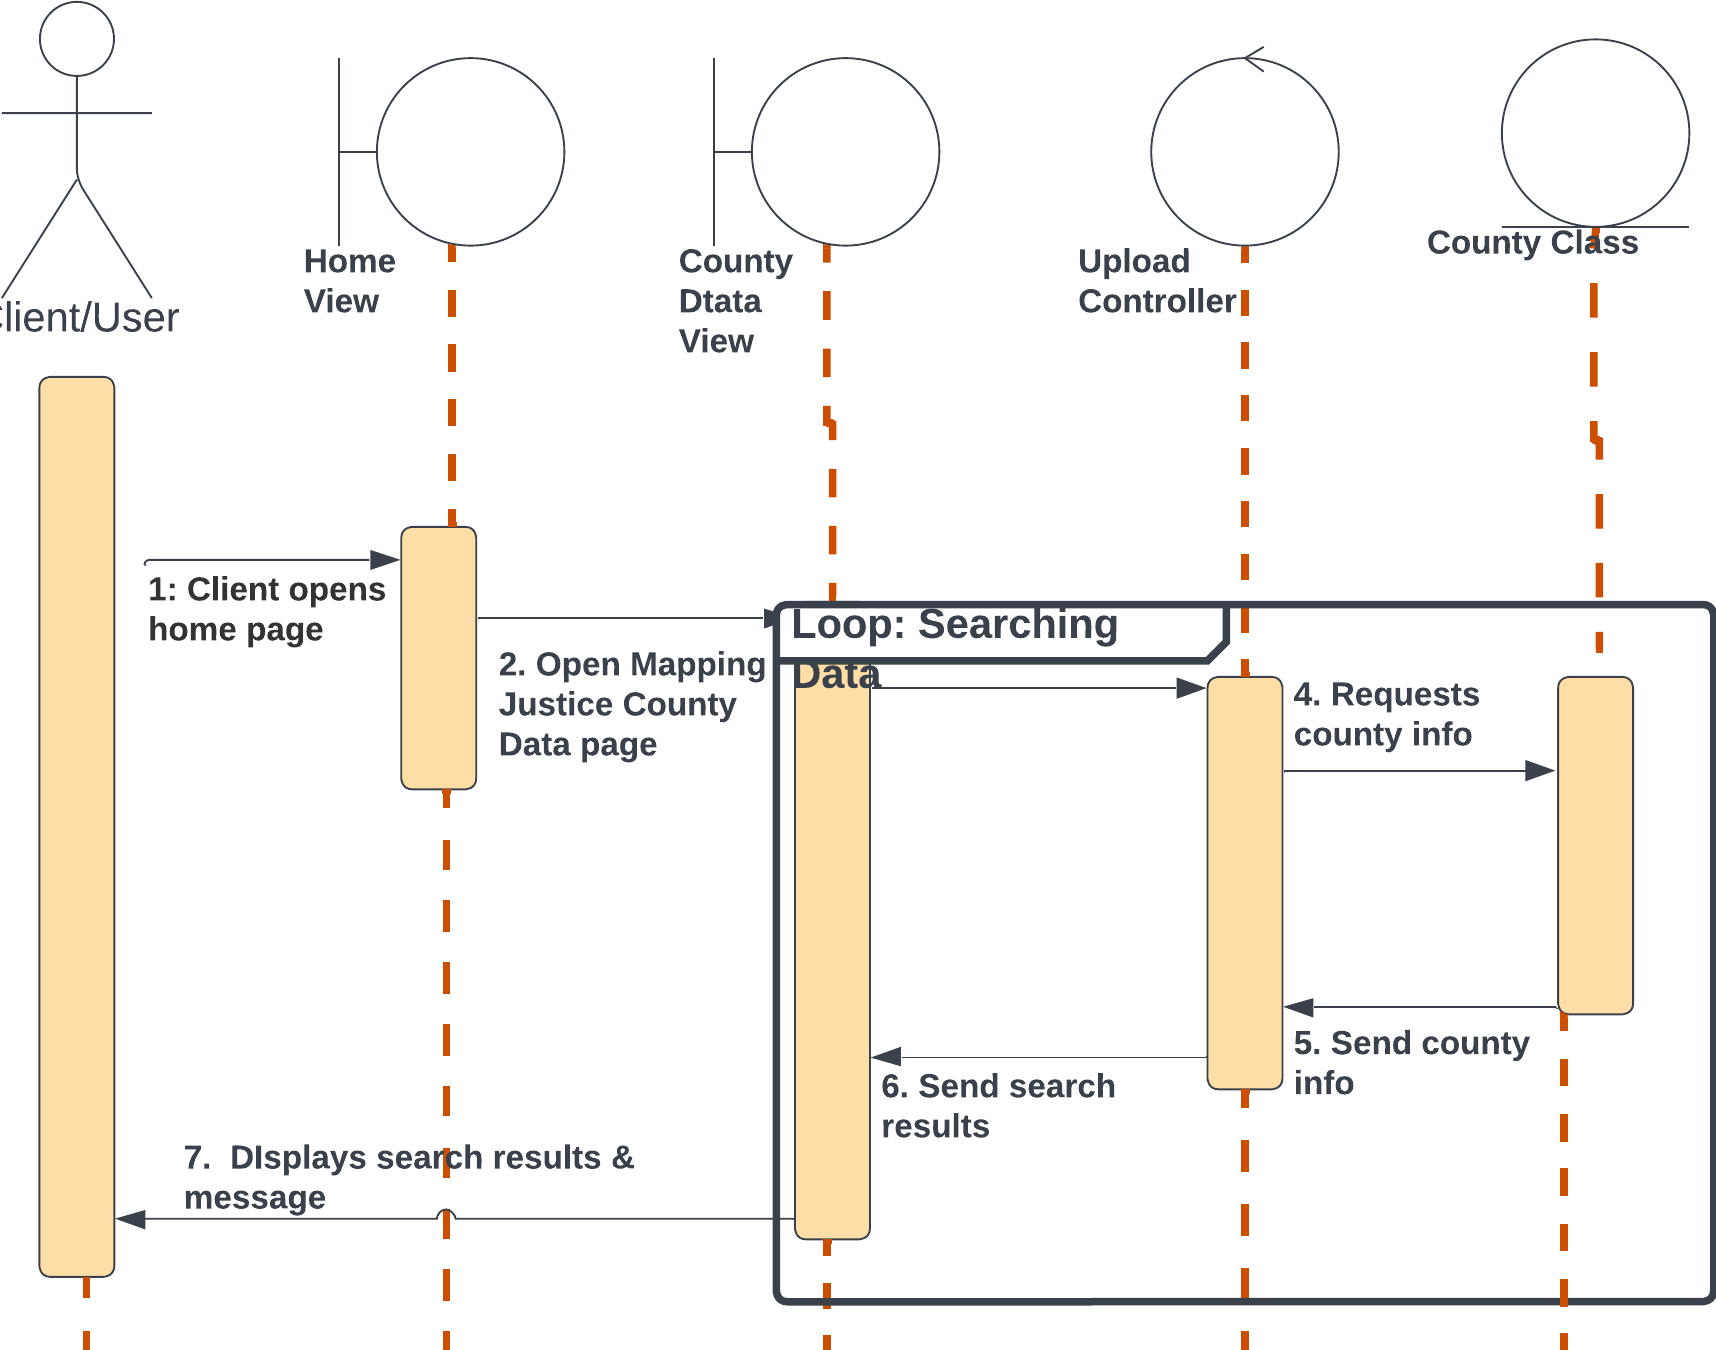 Client/User
Home
View
County
Dtata
View
Upload
Controller
County Class
1: Client opens
home page
2. Open Mapping
Justice County
Data page
Loop: Searching
Data
4. Requests
county info
5. Send county
info
6. Send search
results
7.  DIsplays search results &
message